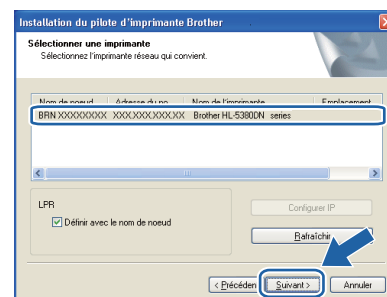 Installation du pilote d'imprimante Brother
Sélectionner une imprimante
Sélectionnez l'imprimante réseau qui convient.
Nom de noeud Adresse du no Nom de l'imprimante Emplacement
BRN XXXXXXXXX XXX.XXX.XXX.XX Brother HL-5380DN series
LPR
Définir avec le nom de noeud
Configurer IP
Rafraîchir
< Précéden Suivant > Annuler